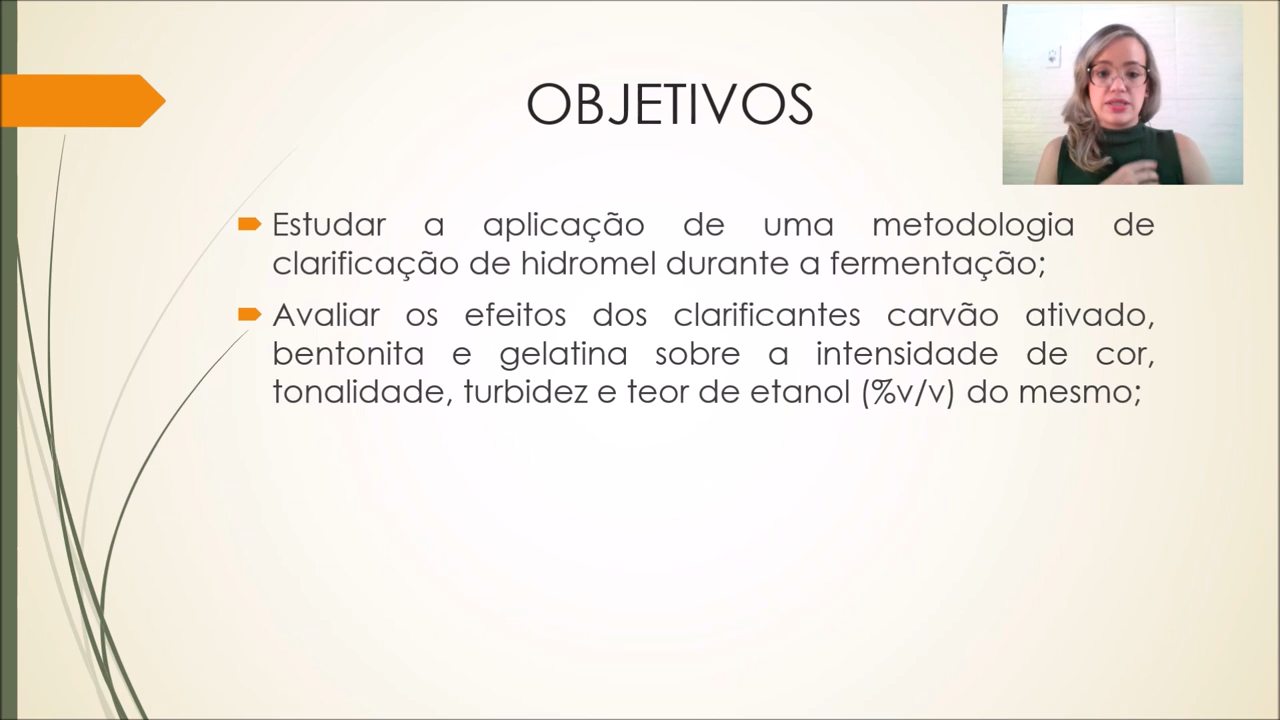 OBJETIVOS
Estudar a aplicação de uma metodologia de
clarificação de hidromel durante a fermentação;
Avaliar os efeitos dos clarificantes carvão ativado,
bentonita e gelatina sobre a intensidade de cor,
tonalidade, turbidez e teor de etanol (%v/v) do mesmo;